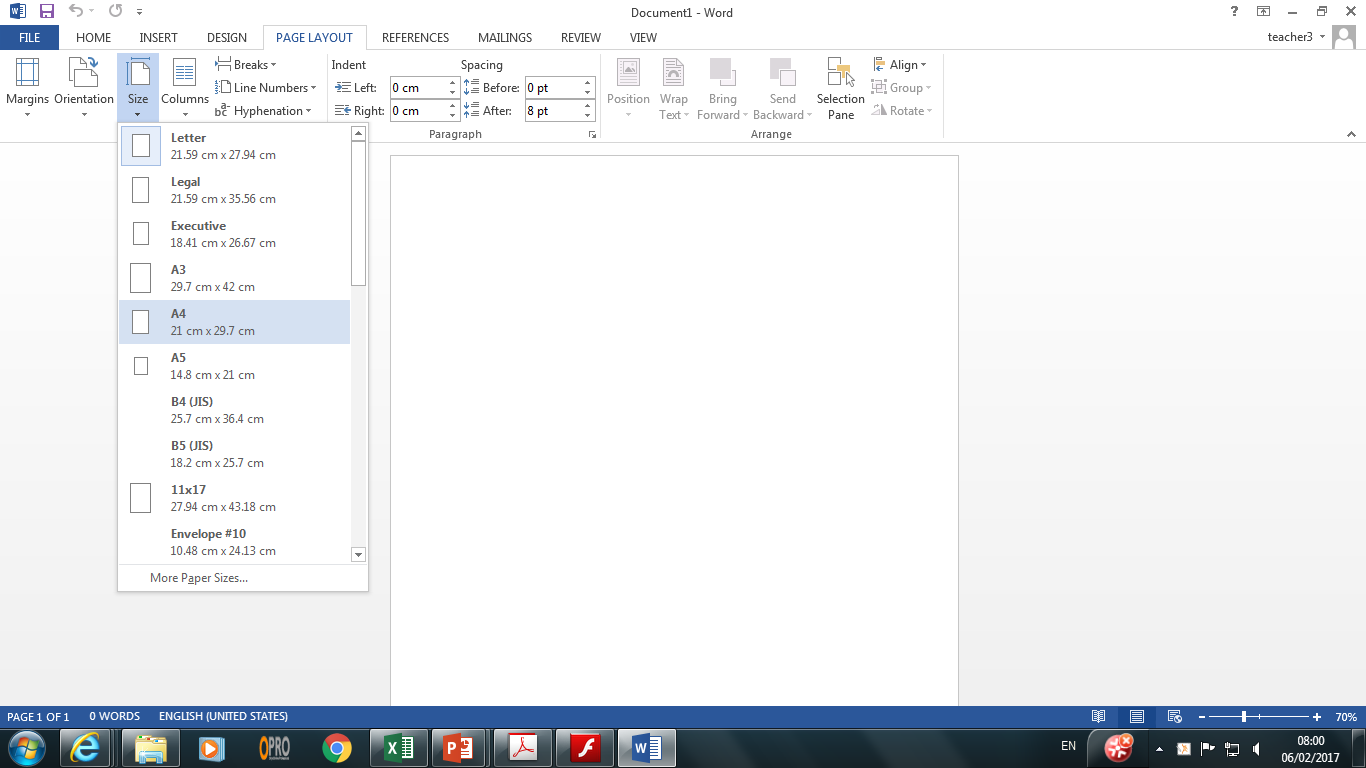 Document1 - Word
?
FILE HOME INSERT DESIGN PAGE LAYOUT REFERENCES MAILINGS REVIEW VIEW teacher3
Margins Orientation Size Columns
Breaks
Line Numbers
Hyphenation
Indent
Left: 0 cm
Right: 0 cm
Spacing
Before: 0 pt
After: 8 pt
Paragraph
Position
Wrap
Text
Bring
Forward
Send
Backward
Selection
Pane
Align
Group
Rotate
Arrange
Letter
21.59 cm x 27.94 cm
Legal
21.59 cm x 35.56 cm
Executive
18.41 cm x 26.67 cm
A3
29.7 cm x 42 cm
A4
21 cm x 29.7 cm
A5
14.8 cm x 21 cm
B4 (JIS)
25.7 cm x 36.4 cm
B5 (JIS)
18.2 cm x 25.7 cm
11x17
27.94 cm x 43.18 cm
Envelope #10
10.48 cm x 24.13 cm
More Paper Sizes...
PAGE 1 OF 1 0 WORDS ENGLISH (UNITED STATES) 70%
OPRO
EN
08:00
06/02/2017